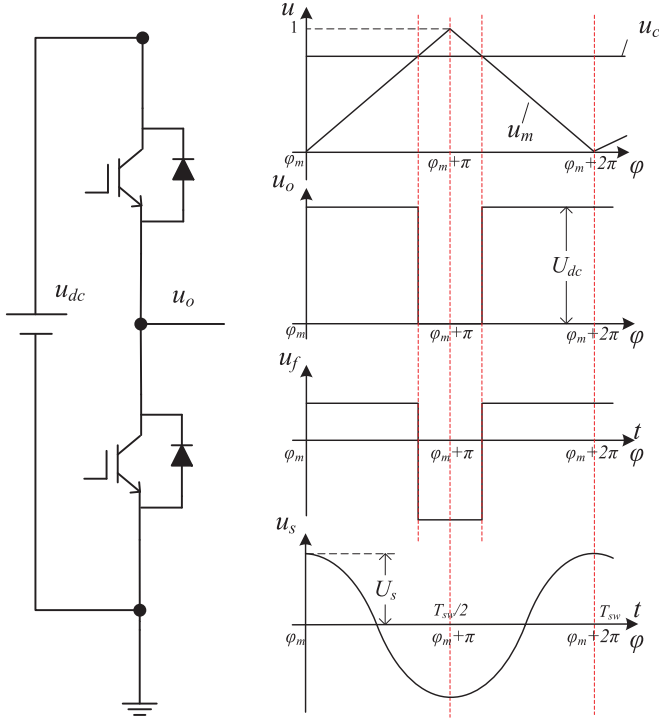 u_dc
u_o
u
1
u_c
u_m
φ_m
φ_m+π
φ_m+2π
φ
u_o
U_dc
φ_m
φ_m+π
φ_m+2π
φ
u_f
t
φ_m
φ_m+π
φ_m+2π
φ
u_s
U_s
T_sw/2
T_sw
t
φ_m
φ_m+π
φ_m+2π
φ